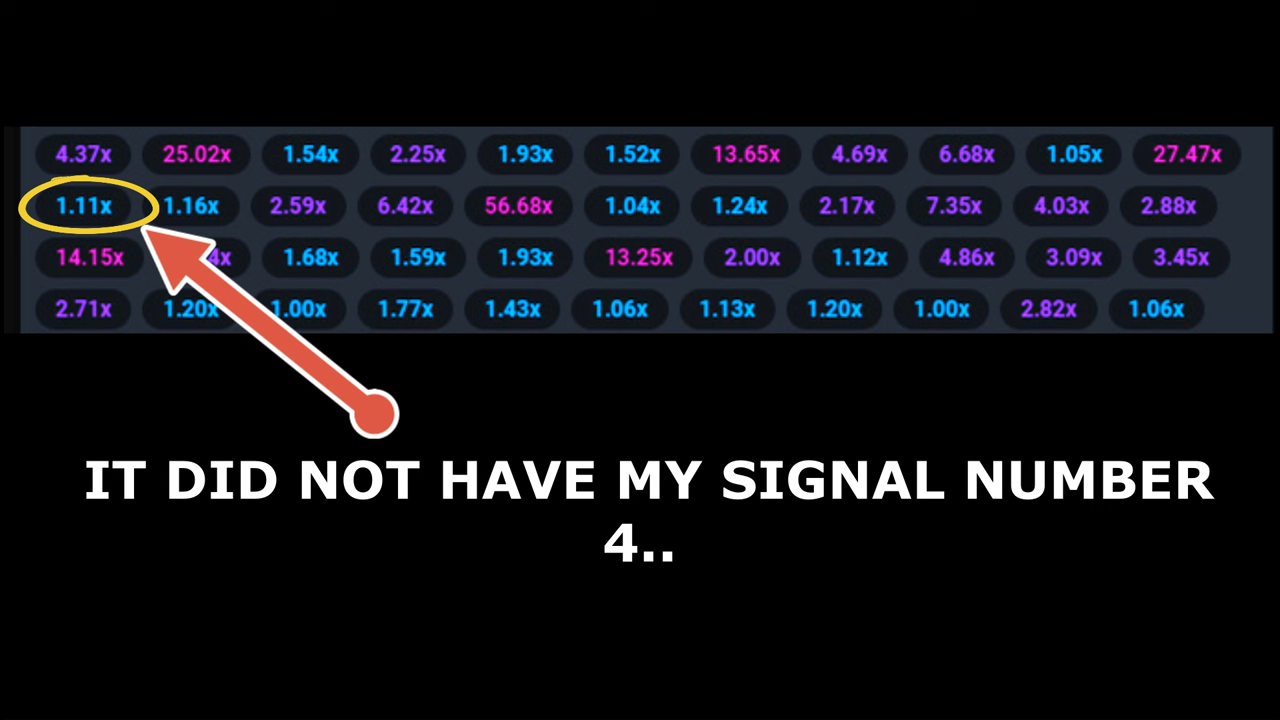 4.37x 25.02x 1.54x 2.25x 1.93x 1.52x 13.65x 4.69x 6.68x 1.05x 27.47x
1.11x 1.16x 2.59x 6.42x 56.68x 1.04x 1.24x 2.17x 7.35x 4.03x 2.88x
14.15x 1.68x 1.59x 1.93x 13.25x 2.00x 1.12x 4.86x 3.09x 3.45x
2.71x 1.20x 1.00x 1.77x 1.43x 1.06x 1.13x 1.20x 1.00x 2.82x 1.06x
IT DID NOT HAVE MY SIGNAL NUMBER
4..